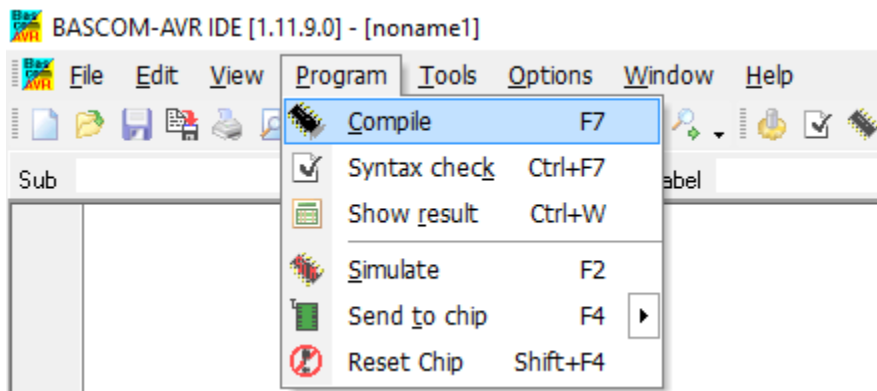 BASCOM-AVR IDE [1.11.9.0] - [noname1]
File Edit View Program Tools Options Window Help
Compile F7
Sub
Syntax check Ctrl+F7
abel
Show result Ctrl+W
Simulate F2
Send to chip F4
Reset Chip Shift+F4